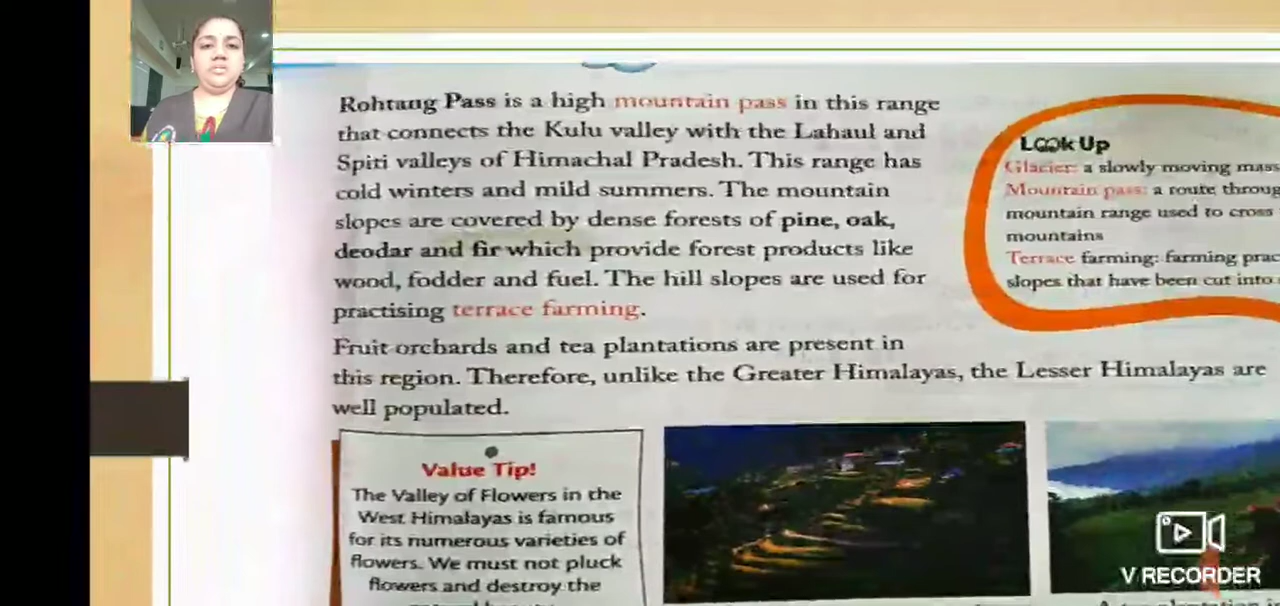 Rohtang Pass is a high mountain pass in this range
that connects the Kulu valley with the Lahaul and
Spiti valleys of Himachal Pradesh. This range has
cold winters and mild summers. The mountain
slopes are covered by dense forests of pine, oak,
deodar and fir which provide forest products like
wood, fodder and fuel. The hill slopes are used for
practising terrace farming.
Fruit orchards and tea plantations are present in
this region. Therefore, unlike the Greater Himalayas, the Lesser Himalayas are
well populated.
Look Up
Glacier: a slowly moving mass
Mountain pass: a route throug
mountain range used to cross
mountains
Terrace farming: farming prac
slopes that have been cut into
Value Tip!
The Valley of Flowers in the
West Himalayas is famous
for its numerous varieties of
flowers. We must not pluck
flowers and destroy the
V RECORDER